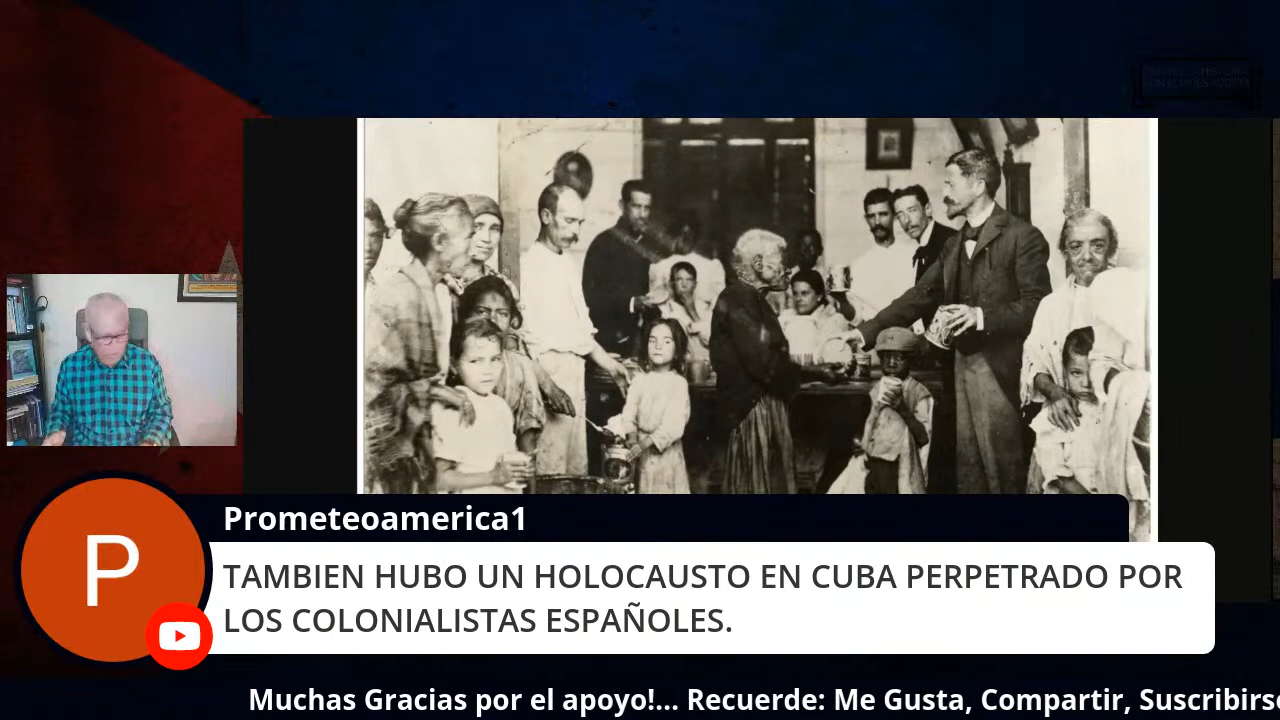 Prometeoamerica1
P
TAMBIEN HUBO UN HOLOCAUSTO EN CUBA PERPETRADO POR
LOS COLONIALISTAS ESPAÑOLES.
Muchas Gracias por el apoyo!... Recuerde: Me Gusta, Compartir, Suscribirs